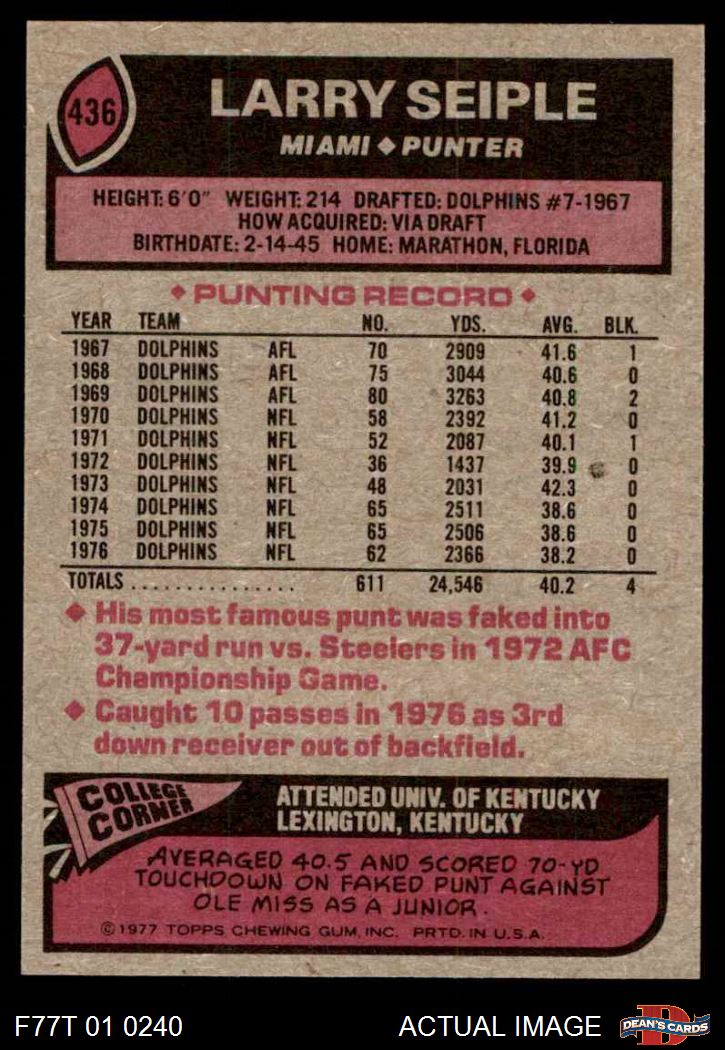 436
LARRY SEIPLE
MIAMI ◆ PUNTER
HEIGHT: 6'0" WEIGHT: 214 DRAFTED: DOLPHINS #7-1967
HOW ACQUIRED: VIA DRAFT
BIRTHDATE: 2-14-45 HOME: MARATHON, FLORIDA
◆ PUNTING RECORD ◆
YEAR TEAM NO. YDS. AVG. BLK.
1967 DOLPHINS AFL 70 2909 41.6 1
1968 DOLPHINS AFL 75 3044 40.6 0
1969 DOLPHINS AFL 80 3263 40.8 2
1970 DOLPHINS NFL 58 2392 41.2 0
1971 DOLPHINS NFL 52 2087 40.1 1
1972 DOLPHINS NFL 36 1437 39.9 0
1973 DOLPHINS NFL 48 2031 42.3 0
1974 DOLPHINS NFL 65 2511 38.6 0
1975 DOLPHINS NFL 65 2506 38.6 0
1976 DOLPHINS NFL 62 2366 38.2 0
TOTALS ................ 611 24,546 40.2 4
◆ His most famous punt was faked into
37-yard run vs. Steelers in 1972 AFC
Championship Game.
◆ Caught 10 passes in 1976 as 3rd
down receiver out of backfield.
COLLEGE
CORNER
ATTENDED UNIV. OF KENTUCKY
LEXINGTON, KENTUCKY
AVERAGED 40.5 AND SCORED 70-YD
TOUCHDOWN ON FAKED PUNT AGAINST
OLE MISS AS A JUNIOR.
©1977 TOPPS CHEWING GUM, INC. PRTD. IN U.S.A.
F77T 01 0240 ACTUAL IMAGE
D
DEAN'S CARDS